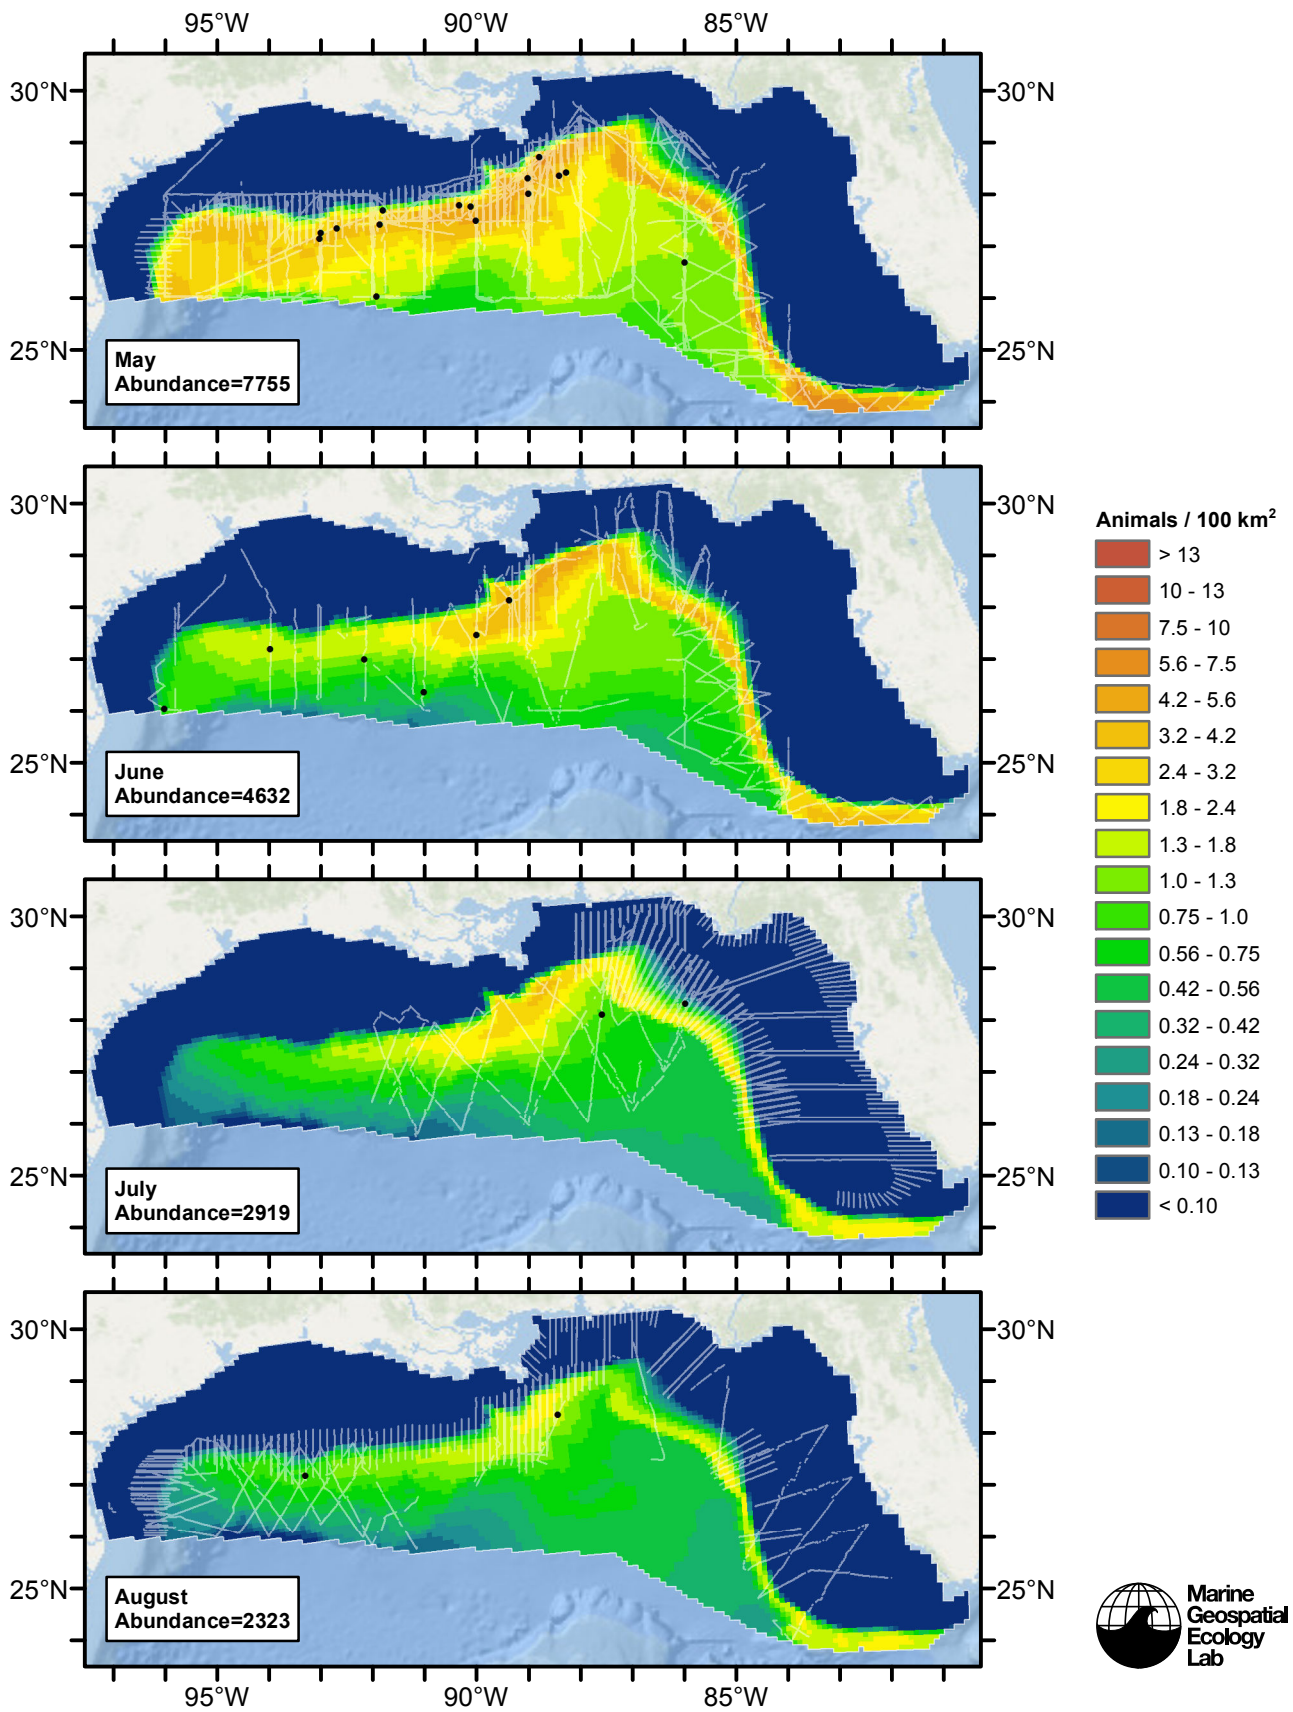 95°W 90°W 85°W
30°N 30°N
25°N 25°N
May
Abundance=7755
30°N 30°N
25°N 25°N
June
Abundance=4632
30°N 30°N
25°N 25°N
July
Abundance=2919
30°N 30°N
25°N 25°N
August
Abundance=2323
95°W 90°W 85°W
Animals / 100 km²
> 13
10 - 13
7.5 - 10
5.6 - 7.5
4.2 - 5.6
3.2 - 4.2
2.4 - 3.2
1.8 - 2.4
1.3 - 1.8
1.0 - 1.3
0.75 - 1.0
0.56 - 0.75
0.42 - 0.56
0.32 - 0.42
0.24 - 0.32
0.18 - 0.24
0.13 - 0.18
0.10 - 0.13
< 0.10
Marine
Geospatial
Ecology
Lab